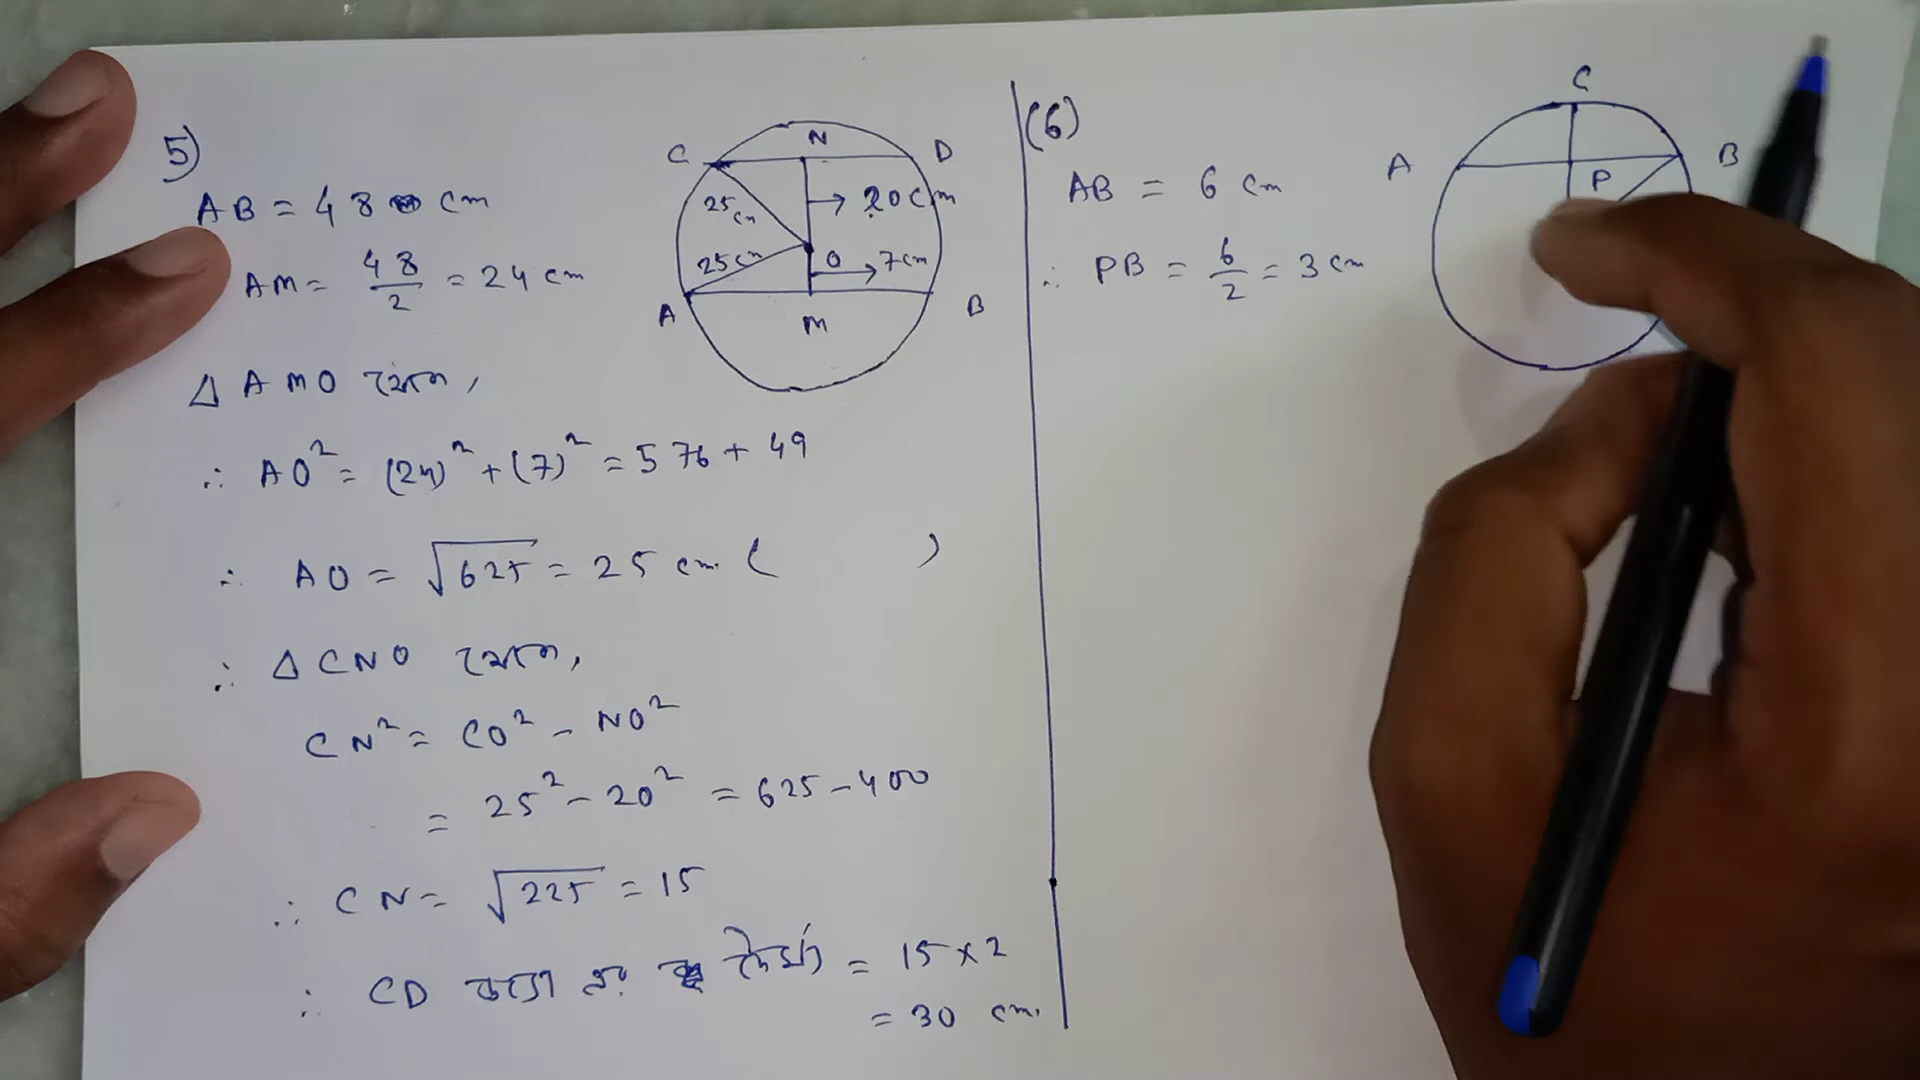 5)
AB = 48 cm
AM = 48/2 = 24 cm
Δ AMO হতে,
∴ AO² = (24)² + (7)² = 576 + 49
∴ AO = √625 = 25 cm. ( )
∴ Δ CNO হতে,
CN² = CO² - NO²
= 25² - 20² = 625 - 400
∴ CN = √225 = 15
∴ CD জ্যা এর দৈর্ঘ্য = 15 × 2
= 30 cm.
C N D
25 cm
→ 20 cm
25 cm
O → 7 cm
A M B
(6)
AB = 6 cm
∴ PB = 6/2 = 3 cm
C
A B
P